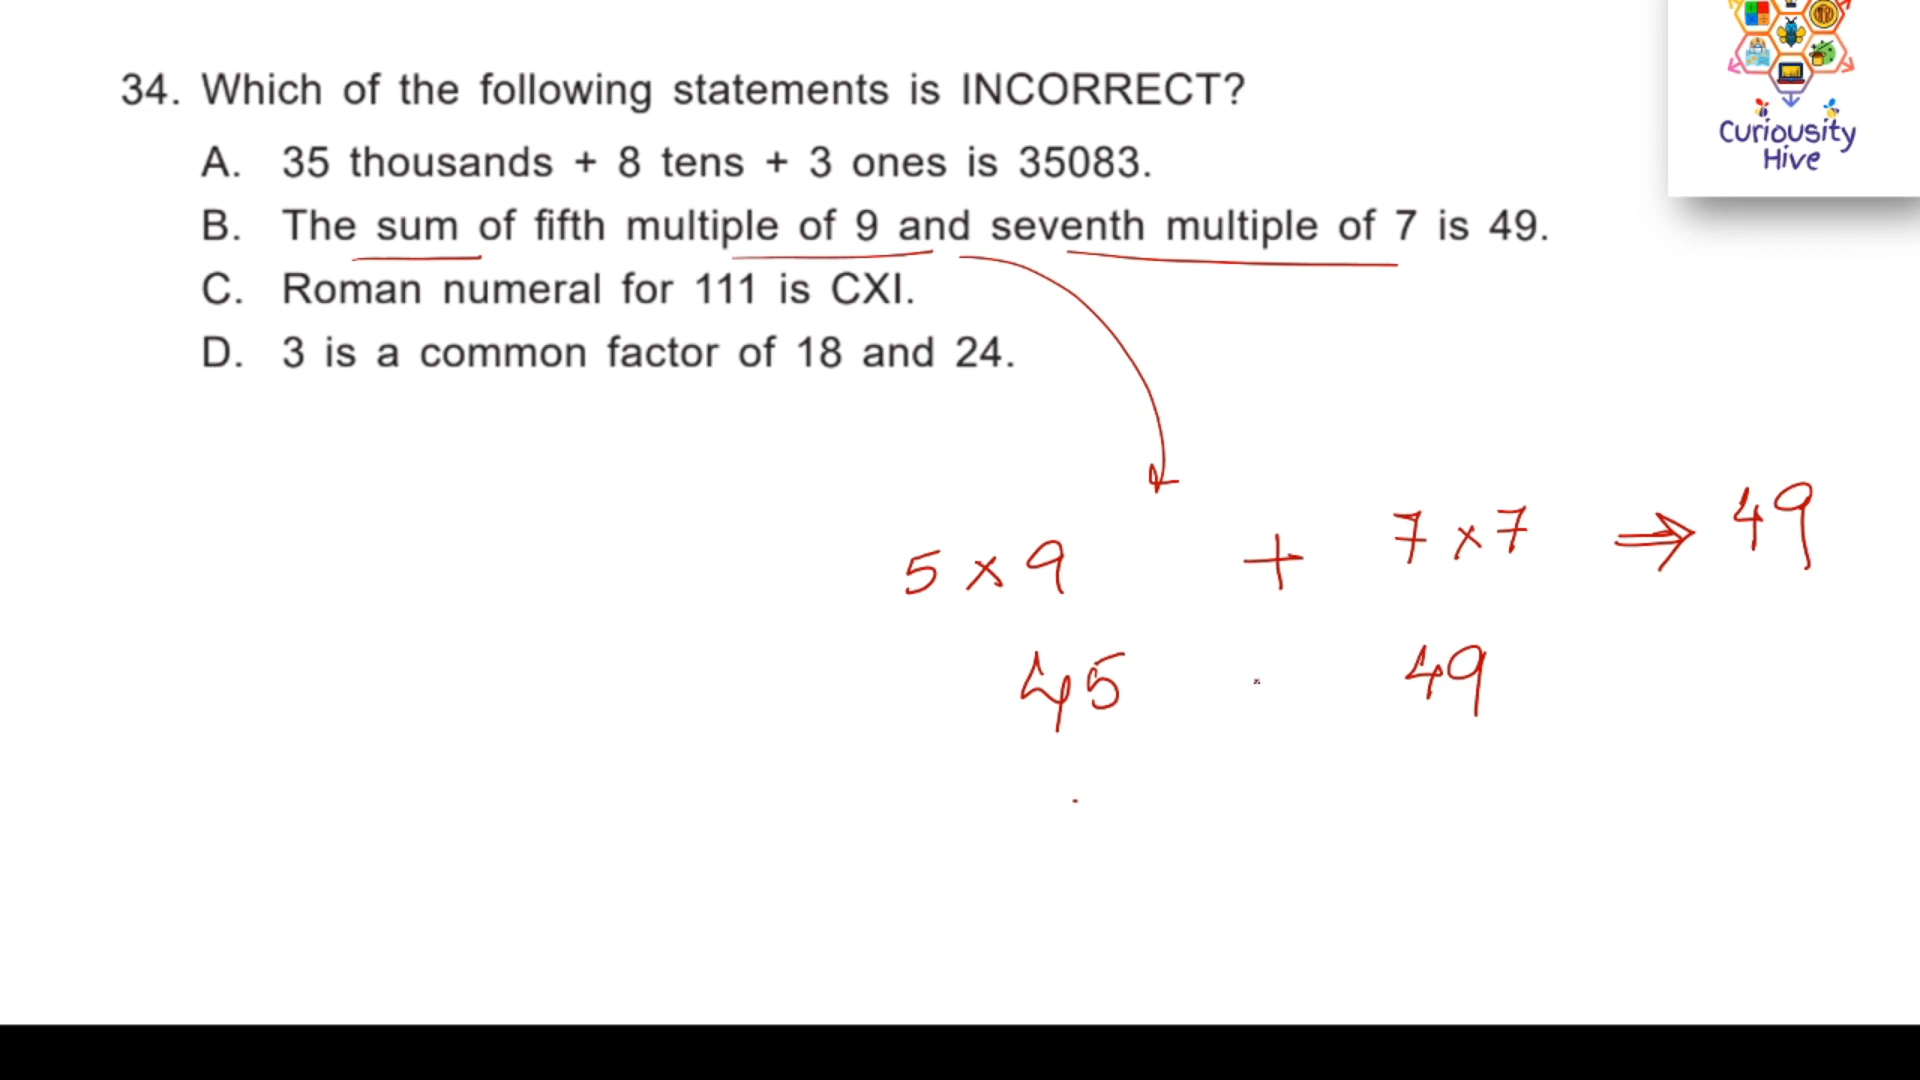 34. Which of the following statements is INCORRECT?
A. 35 thousands + 8 tens + 3 ones is 35083.
B. The sum of fifth multiple of 9 and seventh multiple of 7 is 49.
C. Roman numeral for 111 is CXI.
D. 3 is a common factor of 18 and 24.
Curiousity
Hive
5 × 9 + 7 × 7 ⇒ 49
45 49